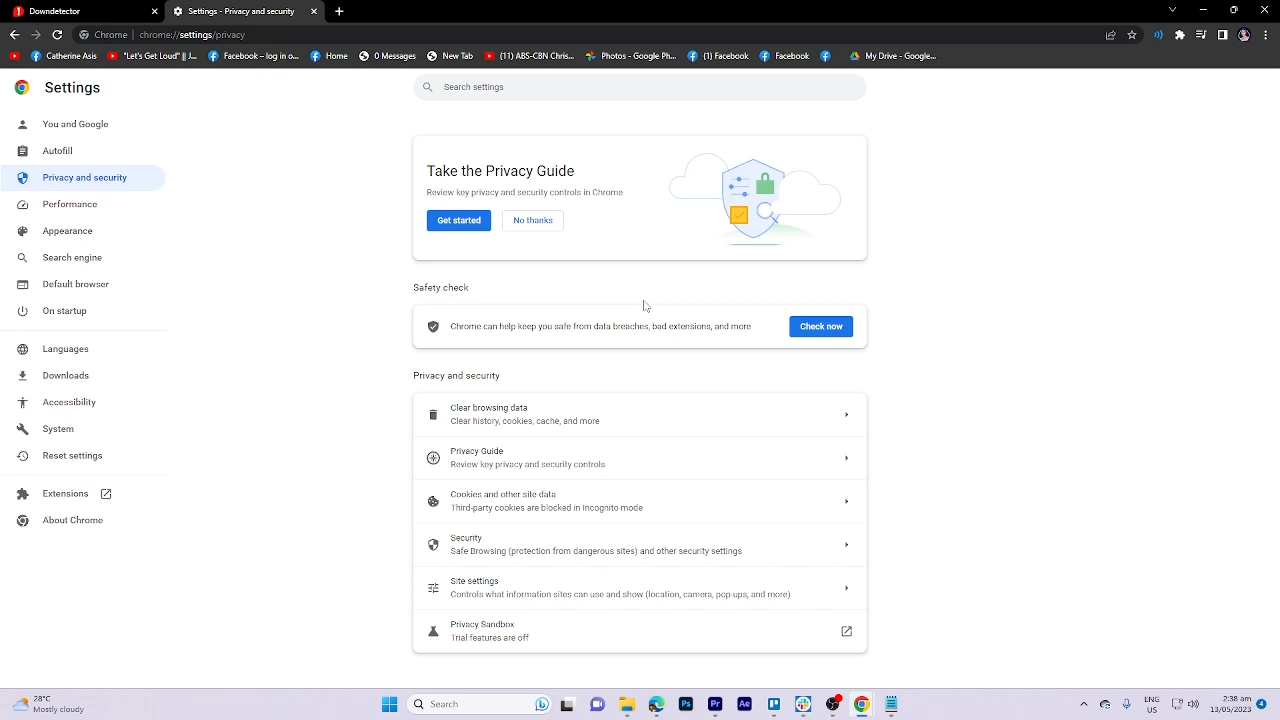 Downdetector
Settings - Privacy and security
Chrome | chrome://settings/privacy
Catherine Asis
"Let's Get Loud" || J...
Facebook – log in o...
Home
0 Messages
New Tab
(11) ABS-CBN Chris...
Photos - Google Ph...
(1) Facebook
Facebook
My Drive - Google...
Settings
Search settings
You and Google
Autofill
Privacy and security
Performance
Appearance
Search engine
Default browser
On startup
Languages
Downloads
Accessibility
System
Reset settings
Extensions
About Chrome
Take the Privacy Guide
Review key privacy and security controls in Chrome
Get started
No thanks
Safety check
Chrome can help keep you safe from data breaches, bad extensions, and more
Check now
Privacy and security
Clear browsing data
Clear history, cookies, cache, and more
Privacy Guide
Review key privacy and security controls
Cookies and other site data
Third-party cookies are blocked in Incognito mode
Security
Safe Browsing (protection from dangerous sites) and other security settings
Site settings
Controls what information sites can use and show (location, camera, pop-ups, and more)
Privacy Sandbox
Trial features are off
28°C
Mostly cloudy
Search
Ps
Pr
Ae
ENG
US
2:38 am
13/05/2023
4